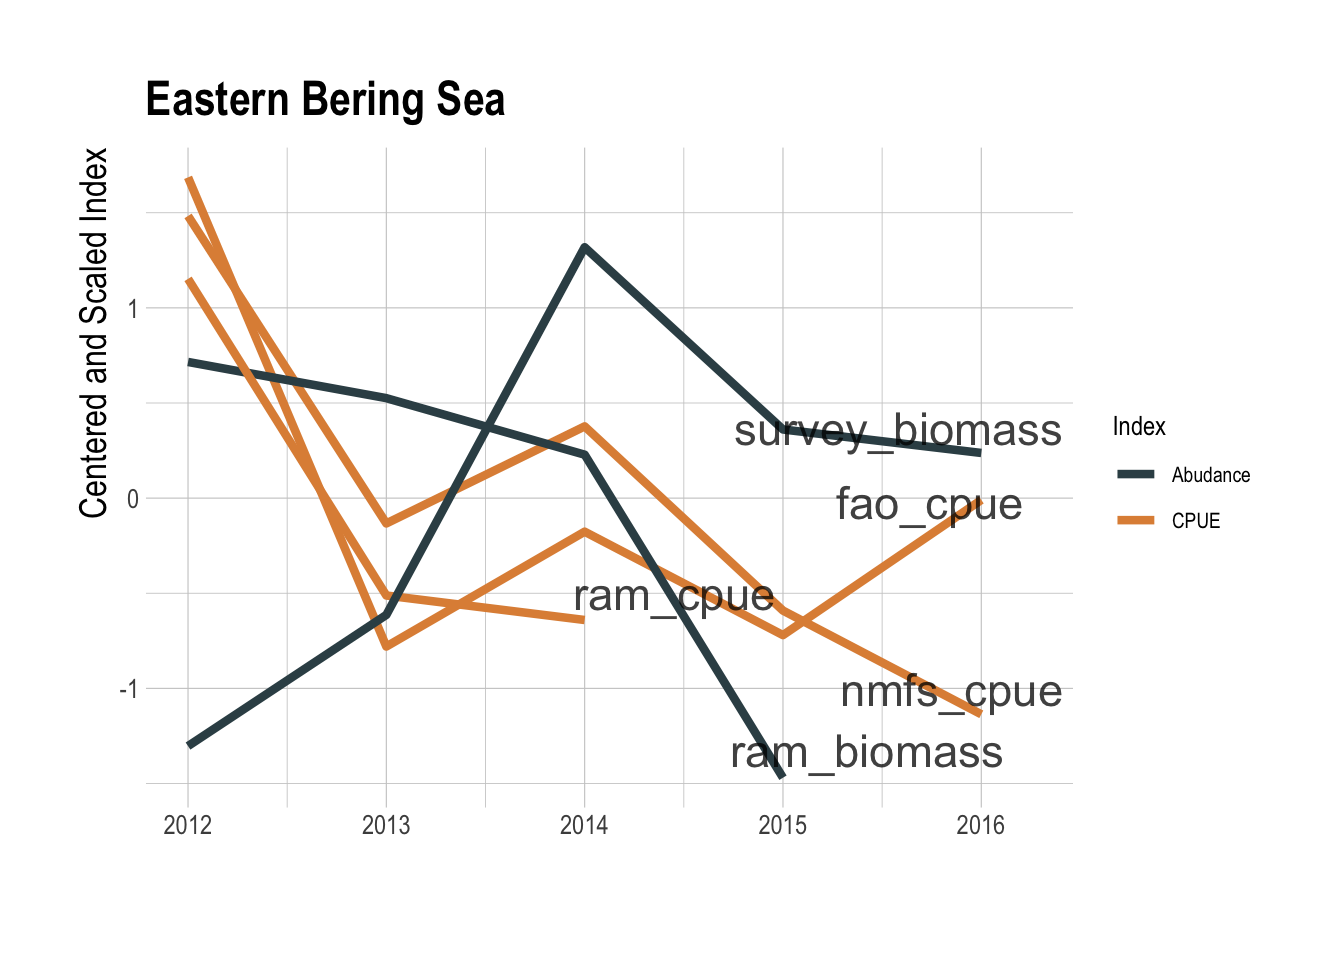 Eastern Bering Sea
Centered and Scaled Index
1
0
-1
survey_biomass
fao_cpue
ram_cpue
nmfs_cpue
ram_biomass
2012 2013 2014 2015 2016
Index
Abudance
CPUE